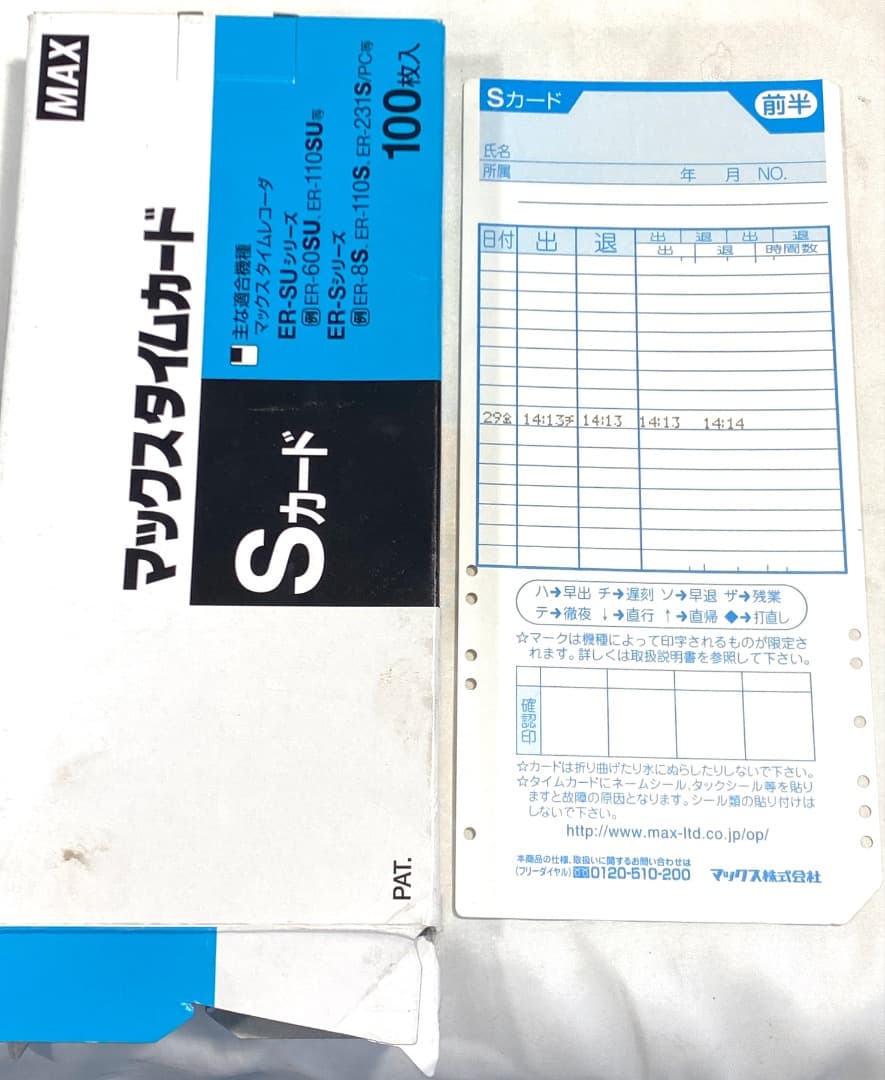 MAX
マックスタイムカード
Sカード
主な適合機種
マックス タイムレコーダ
ER-SUシリーズ
例ER-60SU、ER-110SU等
ER-Sシリーズ
例ER-8S、ER-110S、ER-231S/PC等
100枚入
PAT.
Sカード
前半
氏名
所属 年 月 NO.
日付 出 退 出 退 出 退
出 退 時間数
29金 14:13チ 14:13 14:13 14:14
ハ→早出 チ→遅刻 ソ→早退 ザ→残業
テ→徹夜 ↓→直行 ↑→直帰 ◆→打直し
☆マークは機種によって印字されるものが限定さ
れます。詳しくは取扱説明書を参照して下さい。
確認印
☆カードは折り曲げたり水にぬらしたりしないで下さい。
☆タイムカードにネームシール、タックシール等を貼り
ますと故障の原因となります。シール類の貼り付けは
しないで下さい。
http://www.max-ltd.co.jp/op/
本商品の仕様、取扱いに関するお問い合わせは
(フリーダイヤル)0120-510-200 マックス株式会社